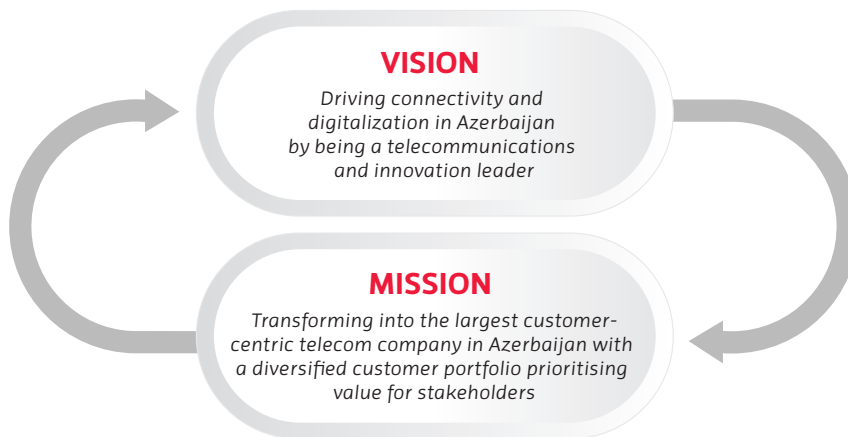 VISION
Driving connectivity and
digitalization in Azerbaijan
by being a telecommunications
and innovation leader
MISSION
Transforming into the largest customer-
centric telecom company in Azerbaijan with
a diversified customer portfolio prioritising
value for stakeholders